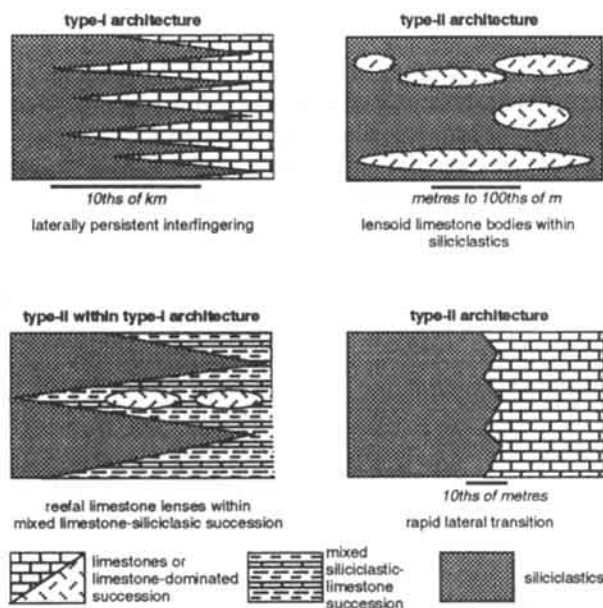 type-I architecture
10ths of km
laterally persistent interfingering
type-II architecture
metres to 100ths of m
lensoid limestone bodies within
siliciclastics
type-II within type-I architecture
reefal limestone lenses within
mixed limestone-siliciclasic succession
type-II architecture
10ths of metres
rapid lateral transition
limestones or
limestone-dominated
succession
mixed
siliciclastic-
limestone
succession
siliciclastics